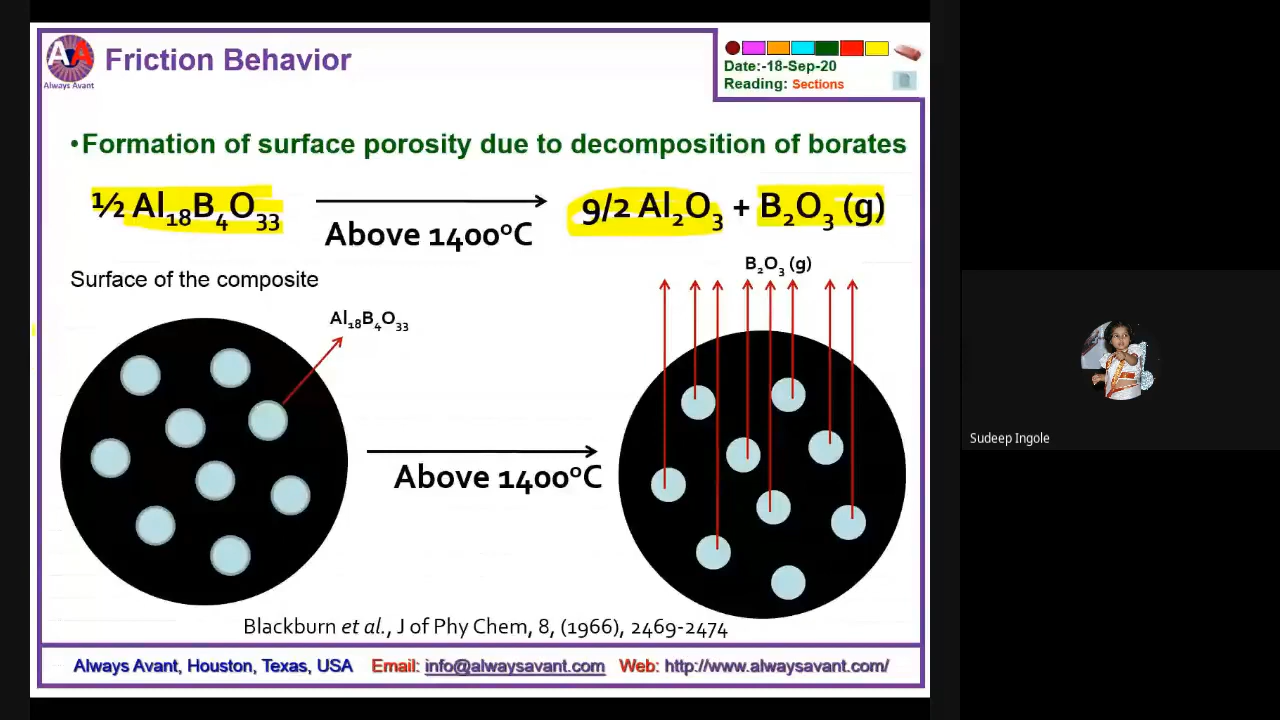 AVA
Always Avant
Friction Behavior
Date:-18-Sep-20
Reading: Sections
•Formation of surface porosity due to decomposition of borates
½ Al₁₈B₄O₃₃
Above 1400°C
9/2 Al₂O₃ + B₂O₃ (g)
Surface of the composite
B₂O₃ (g)
Al₁₈B₄O₃₃
Above 1400°C
Sudeep Ingole
Blackburn et al., J of Phy Chem, 8, (1966), 2469-2474
Always Avant, Houston, Texas, USA Email: info@alwaysavant.com Web: http://www.alwaysavant.com/